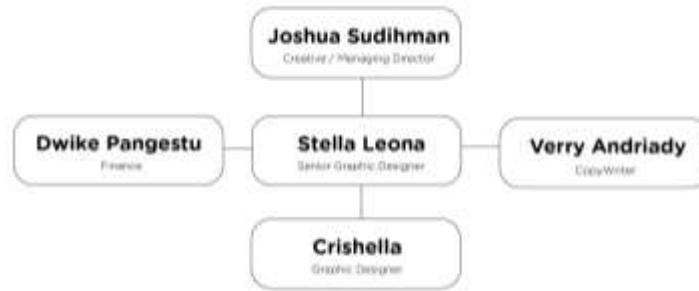 Joshua Sudihman
Creative / Managing Director
Dwike Pangestu
Finance
Stella Leona
Senior Graphic Designer
Verry Andriady
CopyWriter
Crishella
Graphic Designer